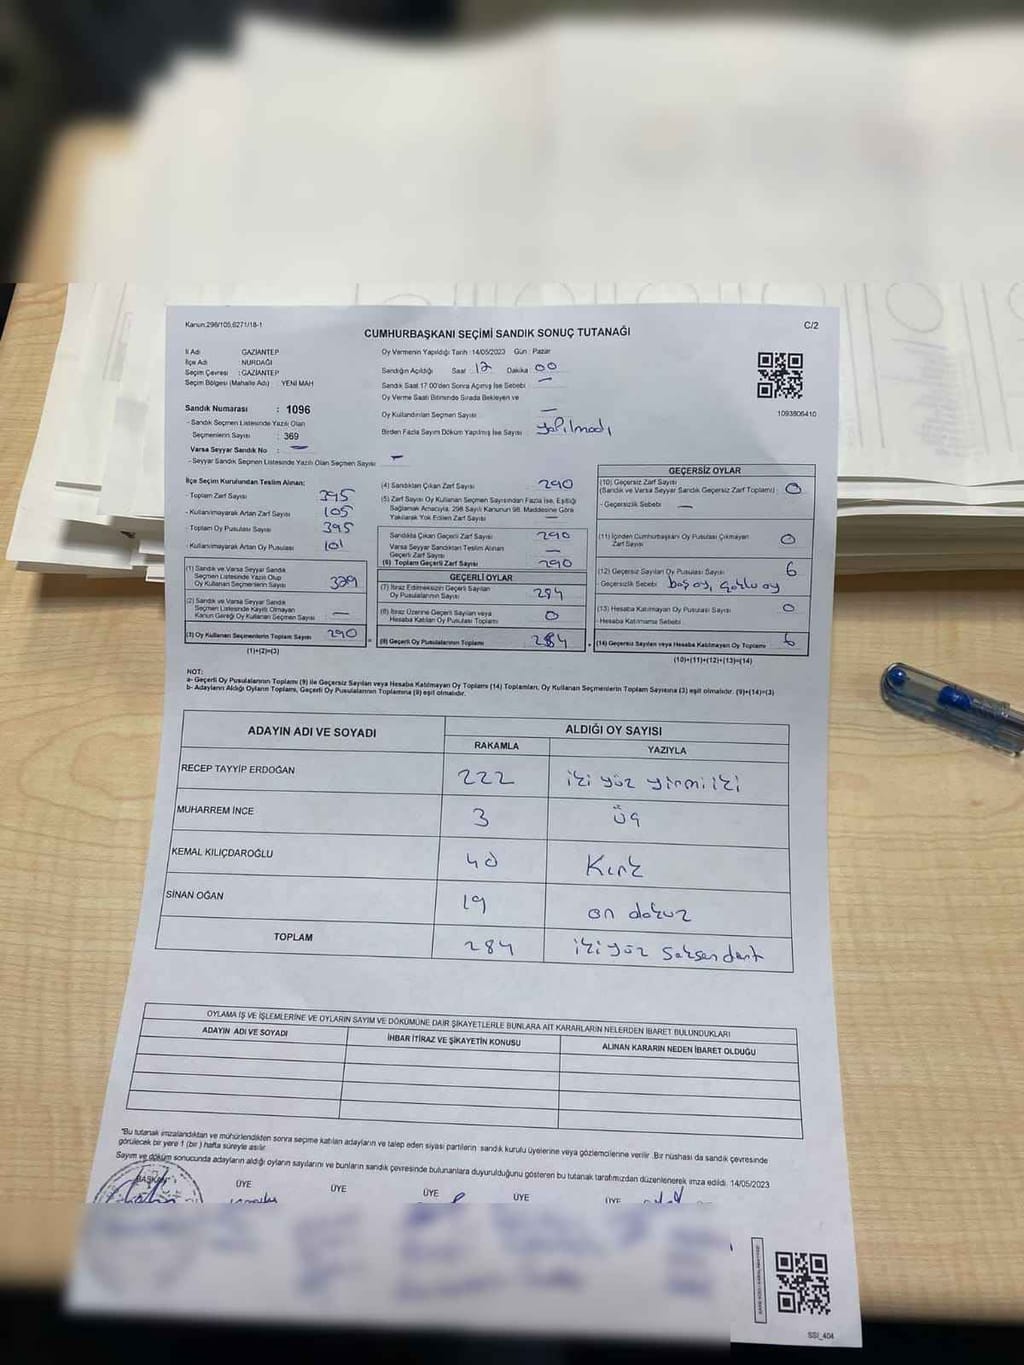 Kanun,298/105,6271/18-1
CUMHURBAŞKANI SEÇİMİ SANDIK SONUÇ TUTANAĞI
C/2
İl Adı GAZİANTEP
İlçe Adı NURDAĞI
Seçim Çevresi : GAZİANTEP
Seçim Bölgesi (Mahalle Adı) : YENİ MAH
Sandık Numarası : 1096
- Sandık Seçmen Listesinde Yazılı Olan
Seçmenlerin Sayısı : 369
Varsa Seyyar Sandık No : —
- Seyyar Sandık Seçmen Listesinde Yazılı Olan Seçmen Sayısı —
Oy Vermenin Yapıldığı Tarih : 14/05/2023 Gün : Pazar
Sandığın Açıldığı Saat 17 Dakika 00
Sandık Saat 17:00'den Sonra Açılmış İse Sebebi —
Oy Verme Saati Bitiminde Sırada Bekleyen ve
Oy Kullandırılan Seçmen Sayısı —
Birden Fazla Sayım Döküm Yapılmış İse Sayısı yapılmadı
1093806410
İlçe Seçim Kurulundan Teslim Alınan:
- Toplam Zarf Sayısı 395
- Kullanılmayarak Artan Zarf Sayısı 105
- Toplam Oy Pusulası Sayısı 395
- Kullanılmayarak Artan Oy Pusulası 101
(1) Sandık ve Varsa Seyyar Sandık
Seçmen Listesinde Yazılı Olup
Oy Kullanan Seçmenlerin Sayısı
(2) Sandık ve Varsa Seyyar Sandık
Seçmen Listesinde Kayıtlı Olmayan
Kanun Gereği Oy Kullanan Seçmen Sayısı —
(3) Oy Kullanan Seçmenlerin Toplam Sayısı 290
(1)+(2)=(3)
(4) Sandıktan Çıkan Zarf Sayısı 290
(5) Zarf Sayısı Oy Kullanan Seçmen Sayısından Fazla İse, Eşitliği
Sağlamak Amacıyla, 298 Sayılı Kanunun 98. Maddesine Göre
Yakılarak Yok Edilen Zarf Sayısı —
Sandıkta Çıkan Geçerli Zarf Sayısı 290
Varsa Seyyar Sandıktan Teslim Alınan
Geçerli Zarf Sayısı —
(6) Toplam Geçerli Zarf Sayısı 290
GEÇERLİ OYLAR
(7) İtiraz Edilmeksizin Geçerli Sayılan
Oy Pusulalarının Sayısı 284
(8) İtiraz Üzerine Geçerli Sayılan veya
Hesaba Katılan Oy Pusulası Toplamı 0
(9) Geçerli Oy Pusulalarının Toplamı 284
GEÇERSİZ OYLAR
(10) Geçersiz Zarf Sayısı
(Sandık ve Varsa Seyyar Sandık Geçersiz Zarf Toplamı) : 0
- Geçersizlik Sebebi —
(11) İçinden Cumhurbaşkanı Oy Pusulası Çıkmayan
Zarf Sayısı 0
(12) Geçersiz Sayılan Oy Pusulası Sayısı 6
- Geçersizlik Sebebi boş oy,
(13) Hesaba Katılmayan Oy Pusulası Sayısı 0
- Hesaba Katılmama Sebebi
(14) Geçersiz Sayılan veya Hesaba Katılmayan Oy Toplamı 6
(10)+(11)+(12)+(13)=(14)
NOT:
a- Geçerli Oy Pusulalarının Toplamı (9) ile Geçersiz Sayılan veya Hesaba Katılmayan Oy Toplamı (14) Toplamları, Oy Kullanan Seçmenlerin Toplam Sayısına (3) eşit olmalıdır. (9)+(14)=(3)
b- Adayların Aldığı Oyların Toplamı, Geçerli Oy Pusulalarının Toplamına (9) eşit olmalıdır.
ADAYIN ADI VE SOYADI ALDIĞI OY SAYISI
RAKAMLA YAZIYLA
RECEP TAYYİP ERDOĞAN 222 iki yüz yirmi iki
MUHARREM İNCE 3 üç
KEMAL KILIÇDAROĞLU 40 Kırk
SİNAN OĞAN 19 on dokuz
TOPLAM 284 iki yüz seksen dört
OYLAMA İŞ VE İŞLEMLERİNE VE OYLARIN SAYIM VE DÖKÜMÜNE DAİR ŞİKAYETLERLE BUNLARA AİT KARARLARIN NELERDEN İBARET BULUNDUKLARI
ADAYIN ADI VE SOYADI İHBAR İTİRAZ VE ŞİKAYETİN KONUSU ALINAN KARARIN NEDEN İBARET OLDUĞU
"Bu tutanak imzalandıktan ve mühürlendikten sonra seçime katılan adayların ve talep eden siyasi partilerin sandık kurulu üyelerine veya gözlemcilerine verilir .Bir nüshası da sandık çevresinde
görülecek bir yere 1 (bir ) hafta süreyle asılır.
Sayım ve döküm sonucunda adayların aldığı oyların sayılarını ve bunların sandık çevresinde bulunanlara duyurulduğunu gösteren bu tutanak tarafımızdan düzenlenerek imza edildi. 14/05/2023
BAŞKAN ÜYE ÜYE ÜYE ÜYE ÜYE
SSI_404